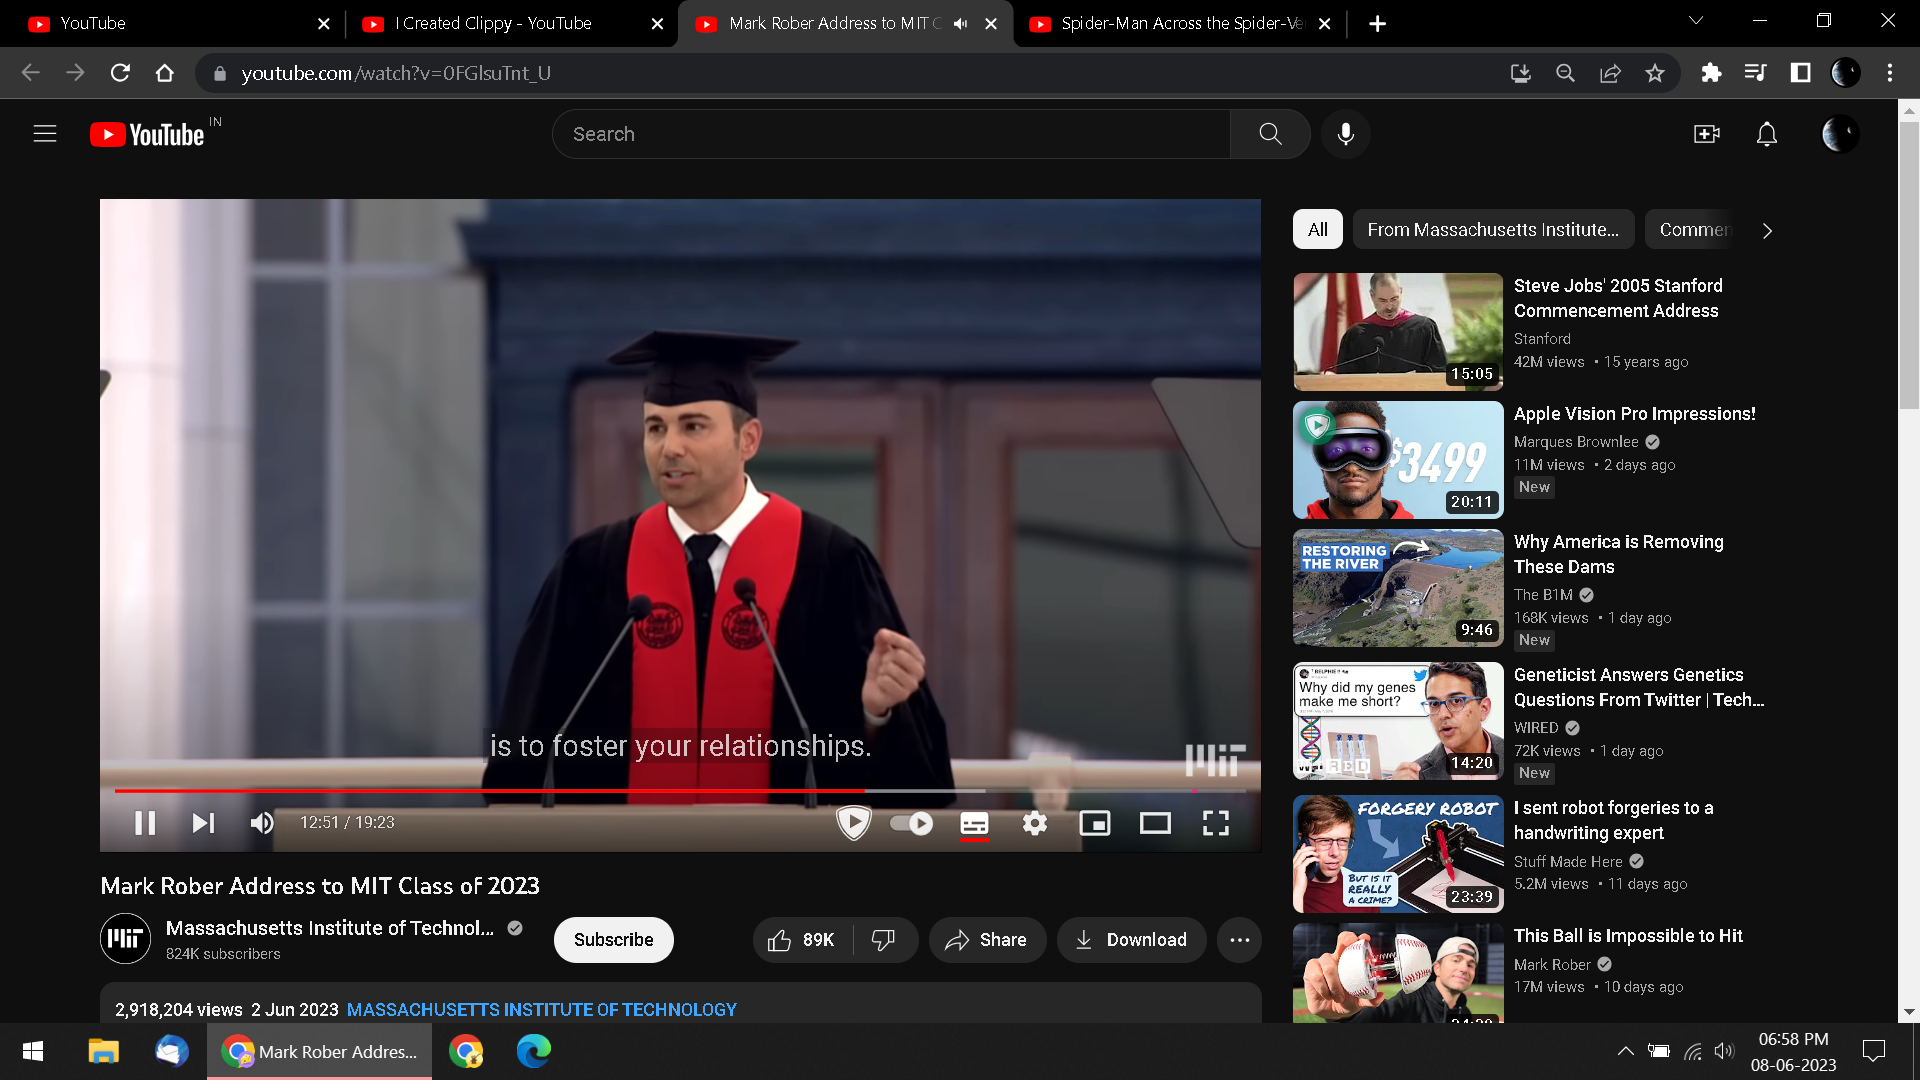 YouTube
I Created Clippy - YouTube
Mark Rober Address to MIT C
Spider-Man Across the Spider-Ve
youtube.com/watch?v=0FGlsuTnt_U
YouTube IN
Search
is to foster your relationships.
MIT
12:51 / 19:23
Mark Rober Address to MIT Class of 2023
MIT
Massachusetts Institute of Technol...
824K subscribers
Subscribe
89K
Share
Download
2,918,204 views 2 Jun 2023 MASSACHUSETTS INSTITUTE OF TECHNOLOGY
All
From Massachusetts Institute...
Commen
15:05
Steve Jobs' 2005 Stanford
Commencement Address
Stanford
42M views • 15 years ago
$3499
20:11
Apple Vision Pro Impressions!
Marques Brownlee
11M views • 2 days ago
New
RESTORING
THE RIVER
9:46
Why America is Removing
These Dams
The B1M
168K views • 1 day ago
New
Why did my genes
make me short?
WIRED
14:20
Geneticist Answers Genetics
Questions From Twitter | Tech...
WIRED
72K views • 1 day ago
New
FORGERY ROBOT
BUT IS IT
REALLY
A CRIME?
23:39
I sent robot forgeries to a
handwriting expert
Stuff Made Here
5.2M views • 11 days ago
This Ball is Impossible to Hit
Mark Rober
17M views • 10 days ago
Mark Rober Addres...
06:58 PM
08-06-2023